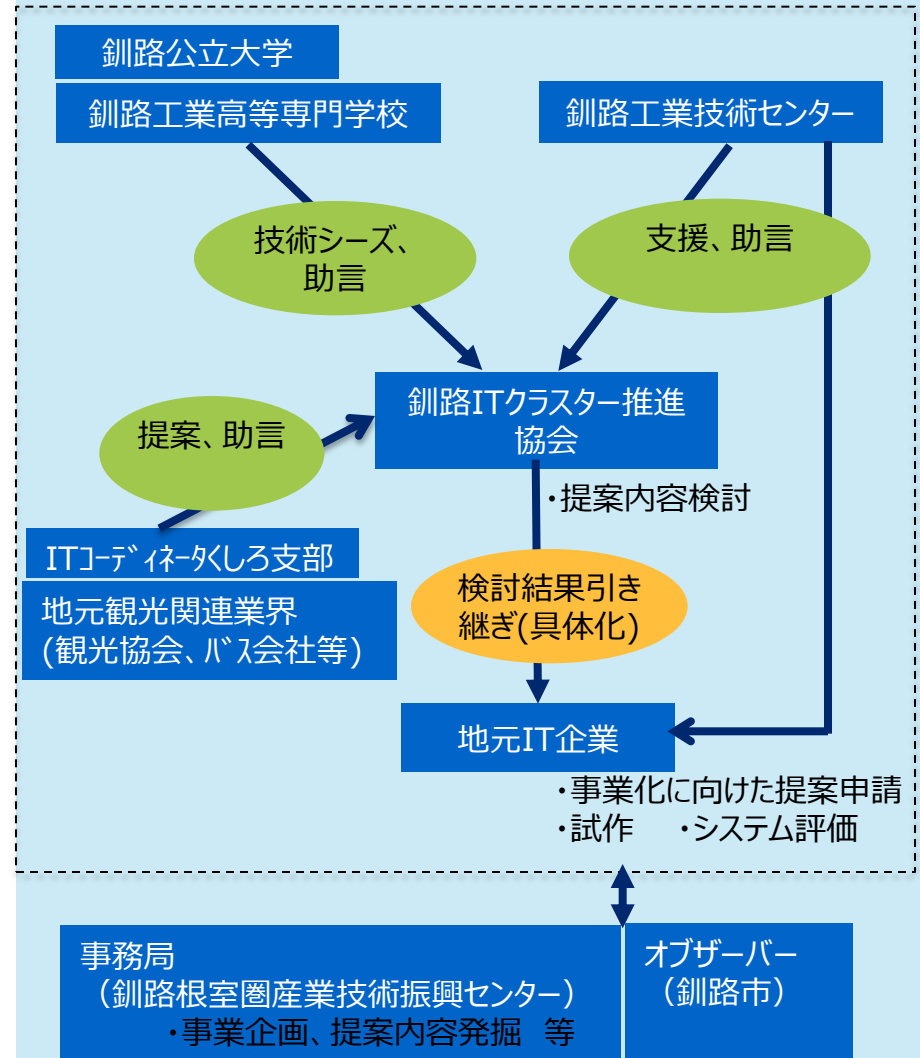 釧路公立大学
釧路工業高等専門学校
釧路工業技術センター
技術シーズ、
助言
支援、助言
釧路ITクラスター推進
協会
提案、助言
・提案内容検討
ITｺｰﾃﾞｨﾈｰﾀくしろ支部
地元観光関連業界
(観光協会、ﾊﾞｽ会社等)
検討結果引き
継ぎ(具体化)
地元IT企業
・事業化に向けた提案申請
・試作　・システム評価
事務局
（釧路根室圏産業技術振興センター）
・事業企画、提案内容発掘　等
オブザーバー
（釧路市）